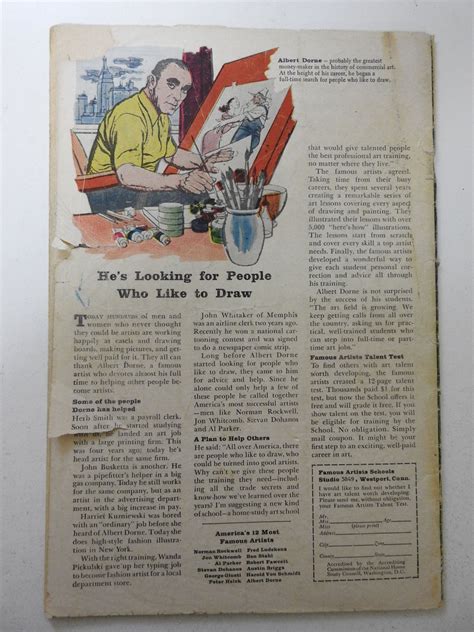 Albert Dorne — probably the greatest
money-maker in the history of commercial art.
At the height of his career, he began a
full-time search for people who like to draw.
He's Looking for People
Who Like to Draw
TODAY HUNDREDS of men and
women who never thought
they could be artists are working
happily at easels and drawing
boards, making pictures, and get-
ting well paid for it. They all can
thank Albert Dorne, a famous
artist who devotes almost his full
time to helping other people be-
come artists.
Some of the people
Dorne has helped
Herb Smith was a payroll clerk.
Soon after he started studying
landed an art job
with a large printing firm. This
was four years ago; today he's
head artist for the same firm.
John Busketta is another. He
was a pipefitter's helper in a big
gas company. Today he still works
for the same company, but as an
artist in the advertising depart-
ment, with a big increase in pay.
Harriet Kuzniewski was bored
with an "ordinary" job when she
heard of Albert Dorne. Today she
does high-style fashion illustration
in New York.
With the right training, Wanda
Pickulski gave up her typing job to
become fashion artist for a local
department store.
John Whitaker of Memphis
was an airline clerk two years ago.
Recently he won a national car-
toning contest and was signed
to do a newspaper comic strip.
Long before Albert Dorne
started looking for people who
like to draw, they came to him
for advice and help. Since he
alone could only help a few of
these people he called together
America's most successful artists
—men like Norman Rockwell,
Jon Whitcomb, Stevan Dohanos
and Al Parker.
A Plan to Help Others
He said: "All over America, there
are people who like to draw, who
could be turned into good artists.
Why can't we give these people
the training they need—includ-
ing all the trade secrets and
know-how we've learned over the
years? I'm suggesting a new kind
of school—a home-study art school
that would give talented people
the best professional art training,
no matter where they live."
The famous artists agreed.
Taking time from their busy
careers, they spent several years
creating a remarkable series of
art lessons covering every aspect
of drawing and painting. They
illustrated their lessons with over
5,000 "here's-how" illustrations.
The lessons start from scratch
and cover every skill a top artist
needs. Finally, the famous artists
developed a wonderful way to
give each student personal correc-
tion and advice all through
his training.
Albert Dorne is not surprised
by the success of his students.
"The art field is growing. We
keep getting calls from all over
the country, asking us for practi-
cal, well-trained students who
can step into full-time or part-
time art jobs."
Famous Artists Talent Test
To find others with art talent
worth developing, the famous
artists created a 12-page talent
test. Thousands paid $1 for this
test, but now the School offers it
free and will grade it free. If you
show talent on the test, you will
be eligible for training by the
School. No obligation. Simply
mail coupon. It might be your
first step to an exciting, well-paid
career in art.
America's 12 Most
Famous Artists
Norman Rockwell Fred Ludekens
Jon Whitcomb Ben Stahl
Al Parker Robert Fawcett
Stevan Dohanos Austin Briggs
George Giusti Harold Von Schmidt
Peter Helck Albert Dorne
Famous Artists Schools
Studio 5849, Westport, Conn.
I would like to find out whether I have
art talent worth developing. Please
send me, without obligation, your
Famous Artists Talent Test.
Mr.
Mrs.
Miss